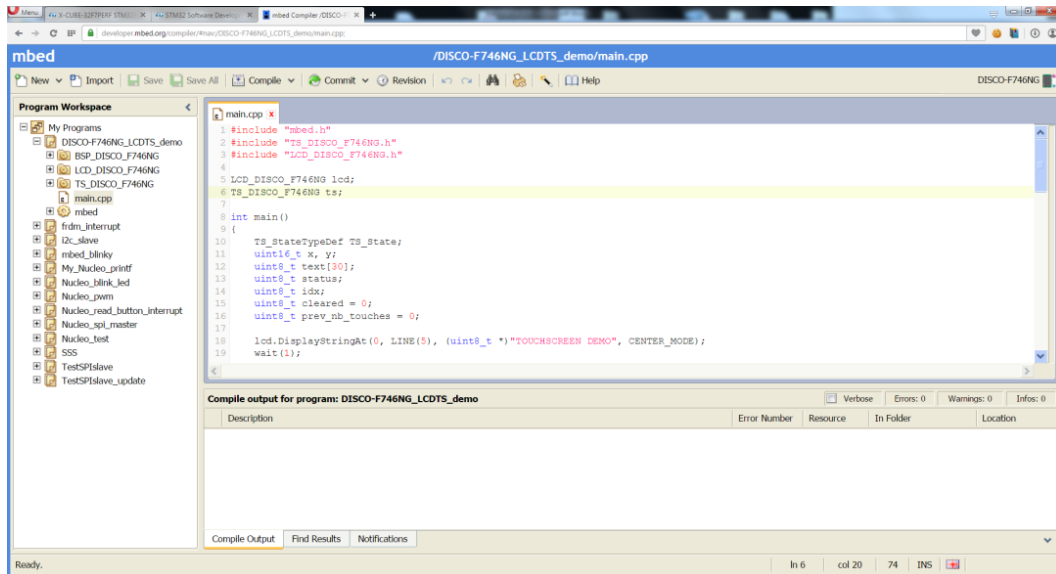 Menu X-CUBE-32F7PERF STM32 STM32 Software Develop mbed Compiler /DISCO-F
developer.mbed.org/compiler/#nav:/DISCO-F746NG_LCDTS_demo/main.cpp;
mbed /DISCO-F746NG_LCDTS_demo/main.cpp
New Import Save Save All Compile Commit Revision Help DISCO-F746NG
Program Workspace <
My Programs
DISCO-F746NG_LCDTS_demo
BSP_DISCO_F746NG
LCD_DISCO_F746NG
TS_DISCO_F746NG
main.cpp
mbed
frdm_interrupt
i2c_slave
mbed_blinky
My_Nucleo_printf
Nucleo_blink_led
Nucleo_pwm
Nucleo_read_button_interrupt
Nucleo_spi_master
Nucleo_test
SSS
TestSPIslave
TestSPIslave_update
main.cpp x
1 #include "mbed.h"
2 #include "TS_DISCO_F746NG.h"
3 #include "LCD_DISCO_F746NG.h"
4
5 LCD_DISCO_F746NG lcd;
6 TS_DISCO_F746NG ts;
7
8 int main()
9 {
10 TS_StateTypeDef TS_State;
11 uint16_t x, y;
12 uint8_t text[30];
13 uint8_t status;
14 uint8_t idx;
15 uint8_t cleared = 0;
16 uint8_t prev_nb_touches = 0;
17
18 lcd.DisplayStringAt(0, LINE(5), (uint8_t *)"TOUCHSCREEN DEMO", CENTER_MODE);
19 wait(1);
Compile output for program: DISCO-F746NG_LCDTS_demo Verbose Errors: 0 Warnings: 0 Infos: 0
Description Error Number Resource In Folder Location
Compile Output Find Results Notifications
Ready. ln 6 col 20 74 INS